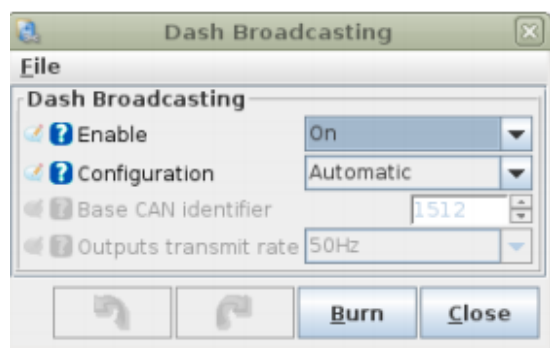 Dash Broadcasting
File
Dash Broadcasting
Enable On
Configuration Automatic
Base CAN identifier 1512
Outputs transmit rate 50Hz
Burn Close